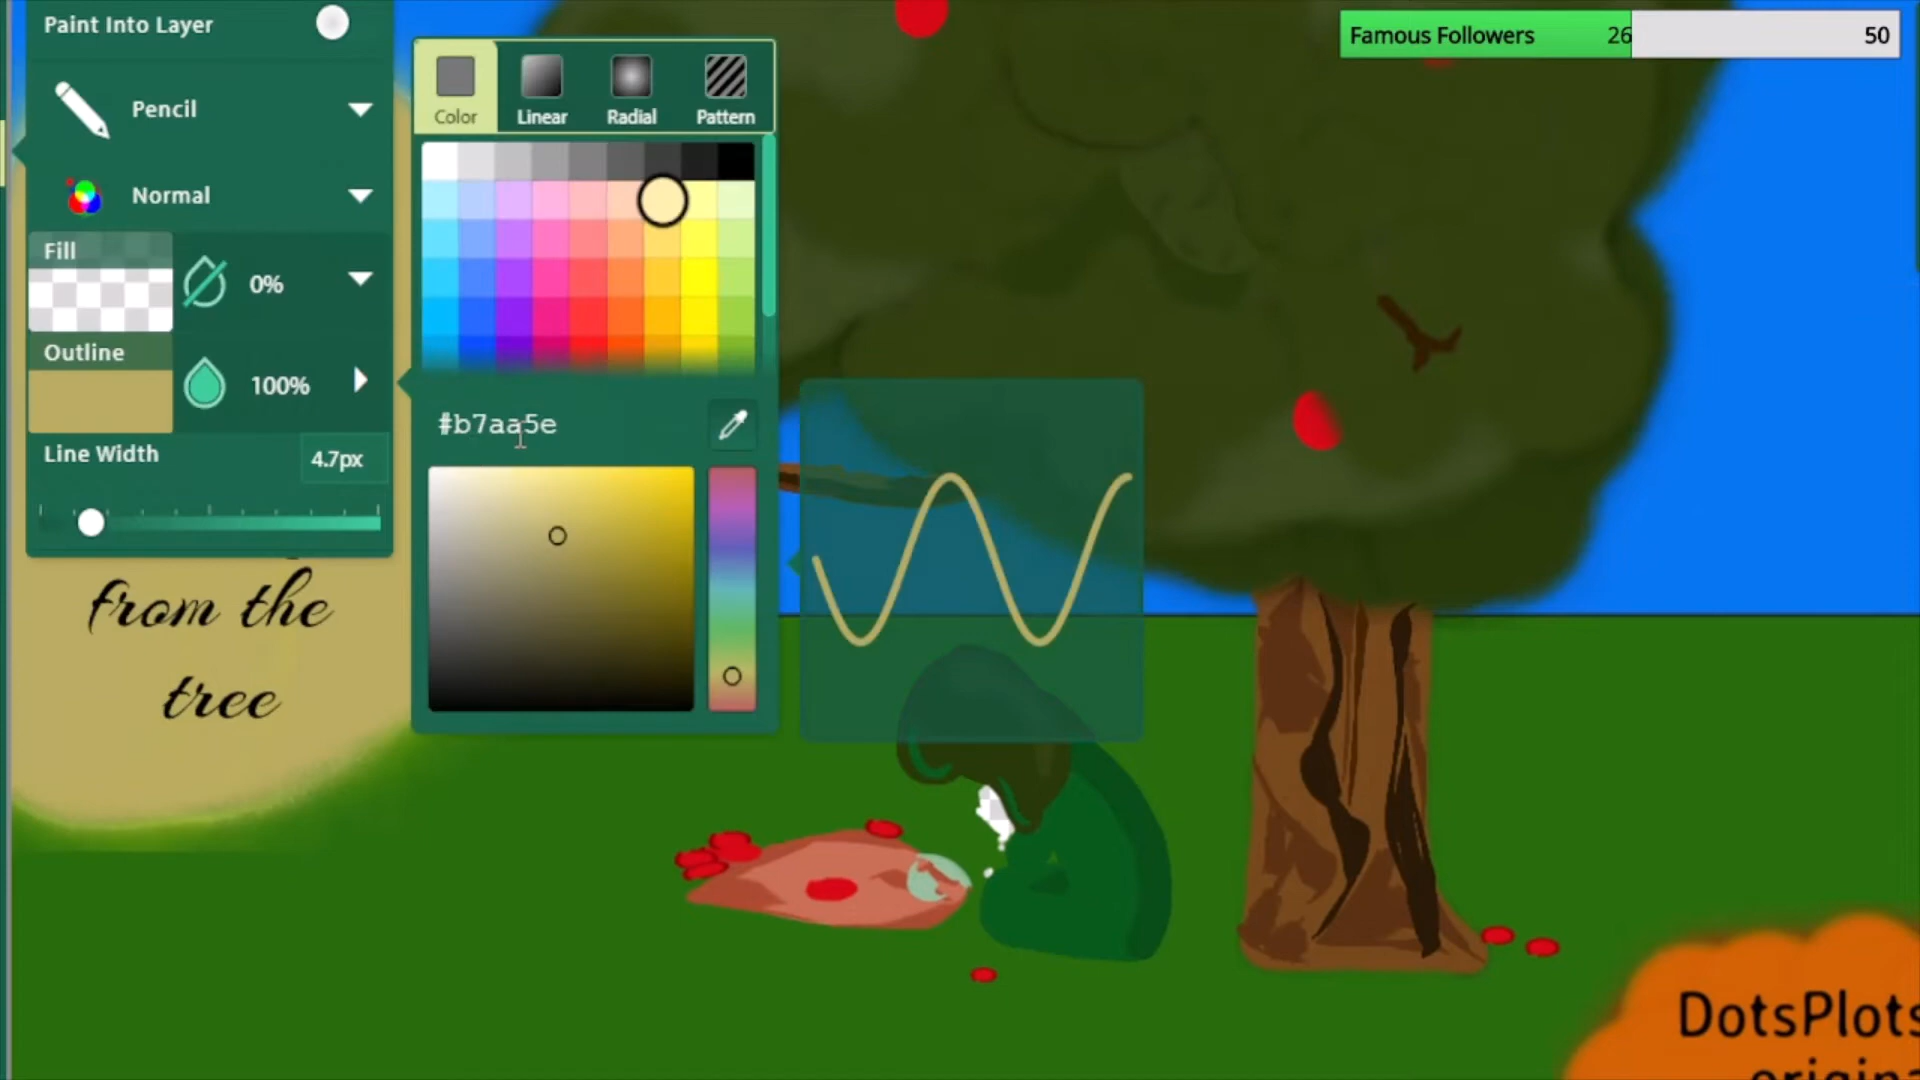 Paint Into Layer
Pencil
Normal
Fill
0%
Outline
100%
Line Width
4.7px
Color
Linear
Radial
Pattern
#b7aa5e
Famous Followers 26 50
from the
tree
DotsPlots